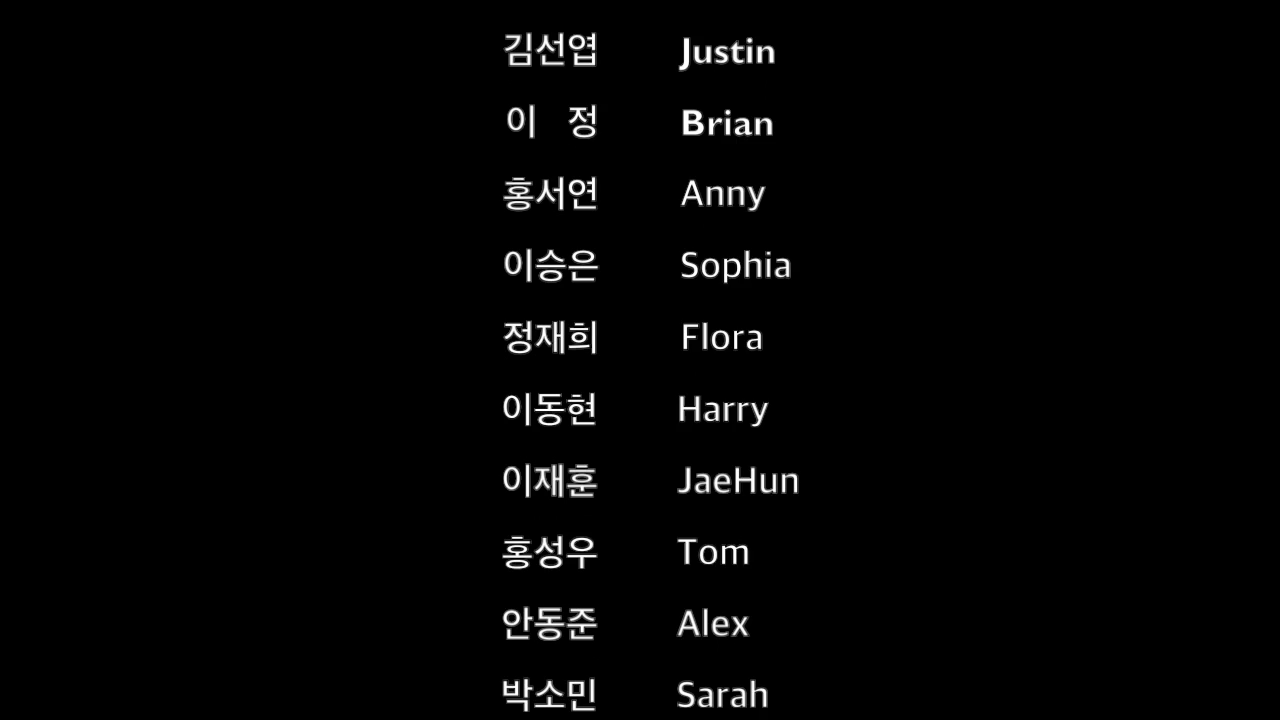 김선엽 Justin
이 정 Brian
홍서연 Anny
이승은 Sophia
정재희 Flora
이동현 Harry
이재훈 JaeHun
홍성우 Tom
안동준 Alex
박소민 Sarah